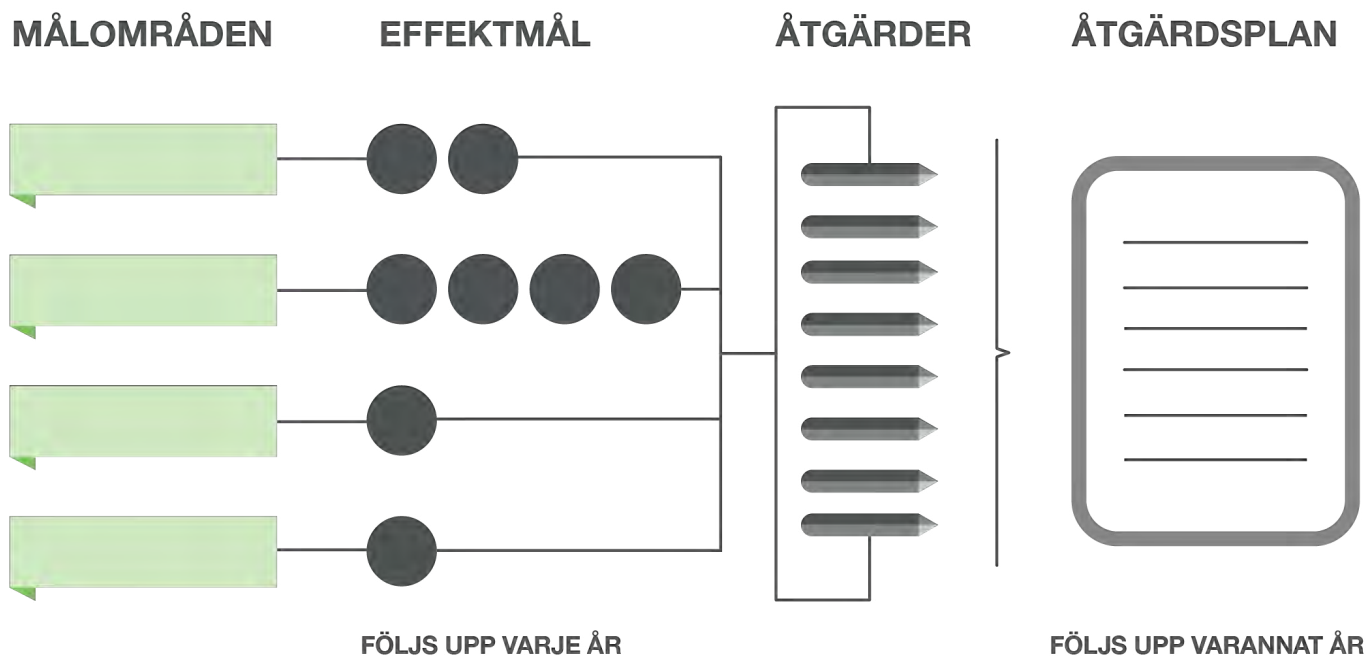 MÅLOMRÅDEN
EFFEKTMÅL
ÅTGÄRDER
ÅTGÄRDSPLAN
FÖLJS UPP VARJE ÅR
FÖLJS UPP VARANNAT ÅR